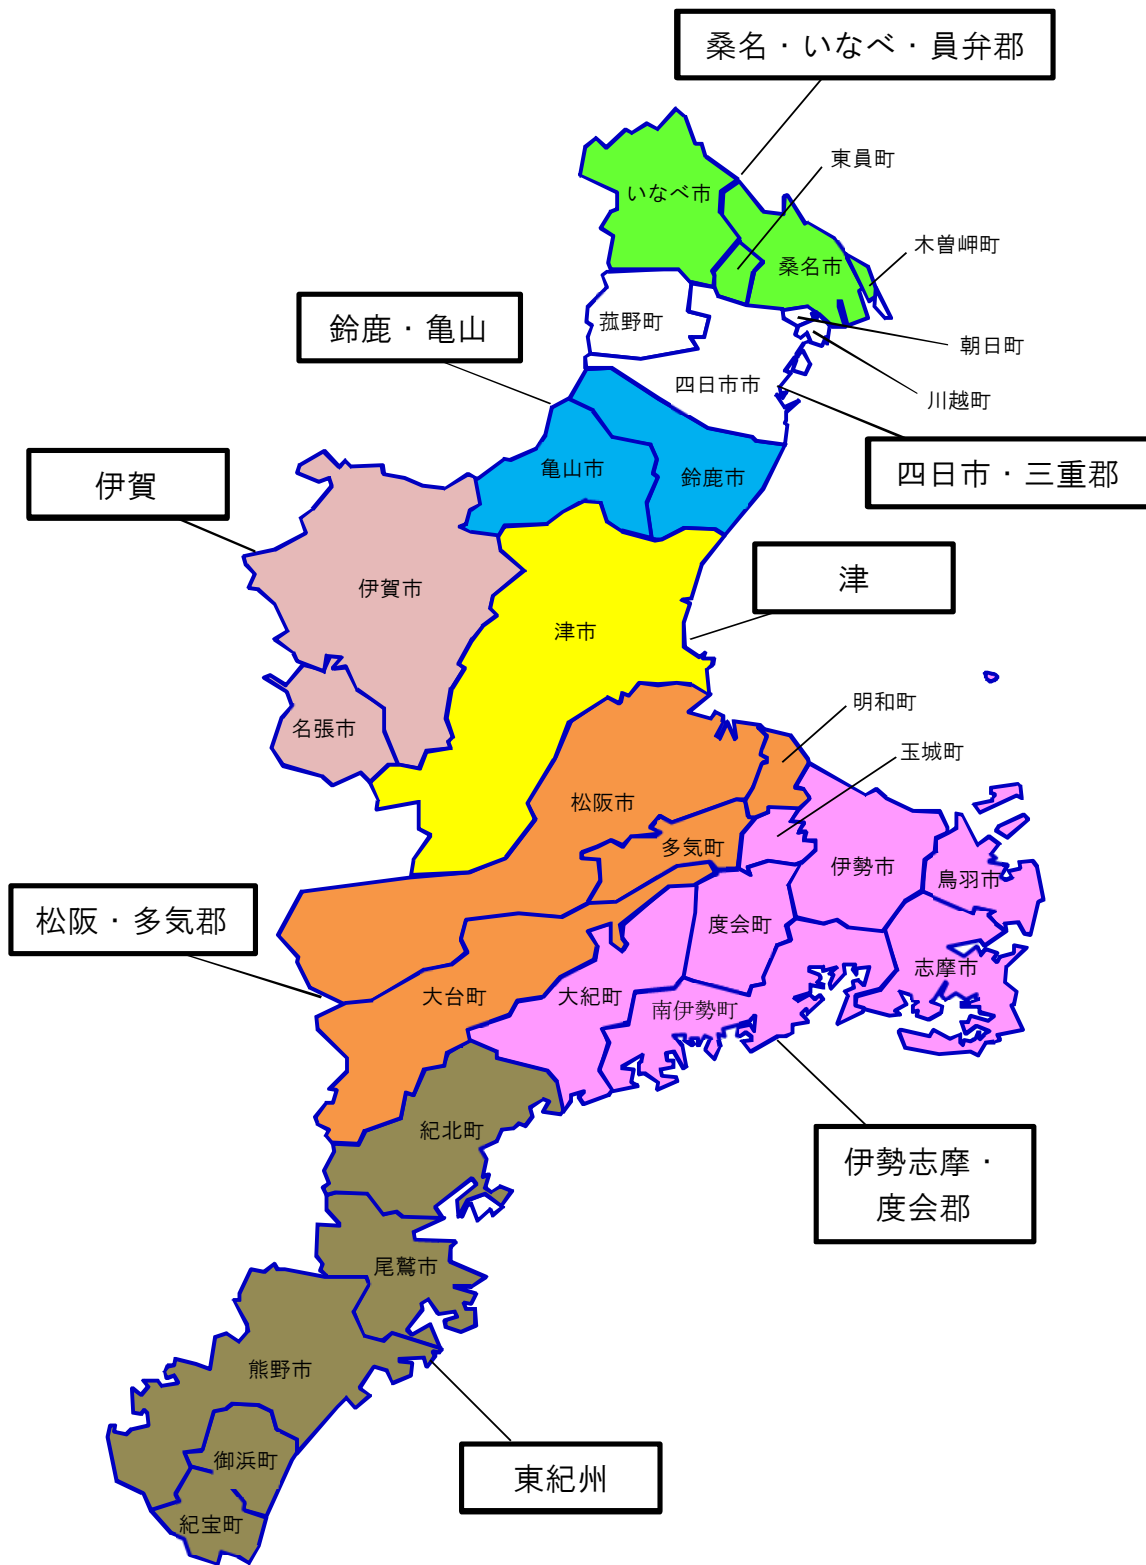 桑名・いなべ・員弁郡
東員町
いなべ市
木曽岬町
桑名市
鈴鹿・亀山
菰野町
朝日町
四日市市
川越町
四日市・三重郡
伊賀
亀山市
鈴鹿市
津
伊賀市
津市
明和町
名張市
玉城町
松阪市
多気町
伊勢市
鳥羽市
松阪・多気郡
度会町
志摩市
大台町
大紀町
南伊勢町
紀北町
伊勢志摩・
度会郡
尾鷲市
熊野市
御浜町
東紀州
紀宝町